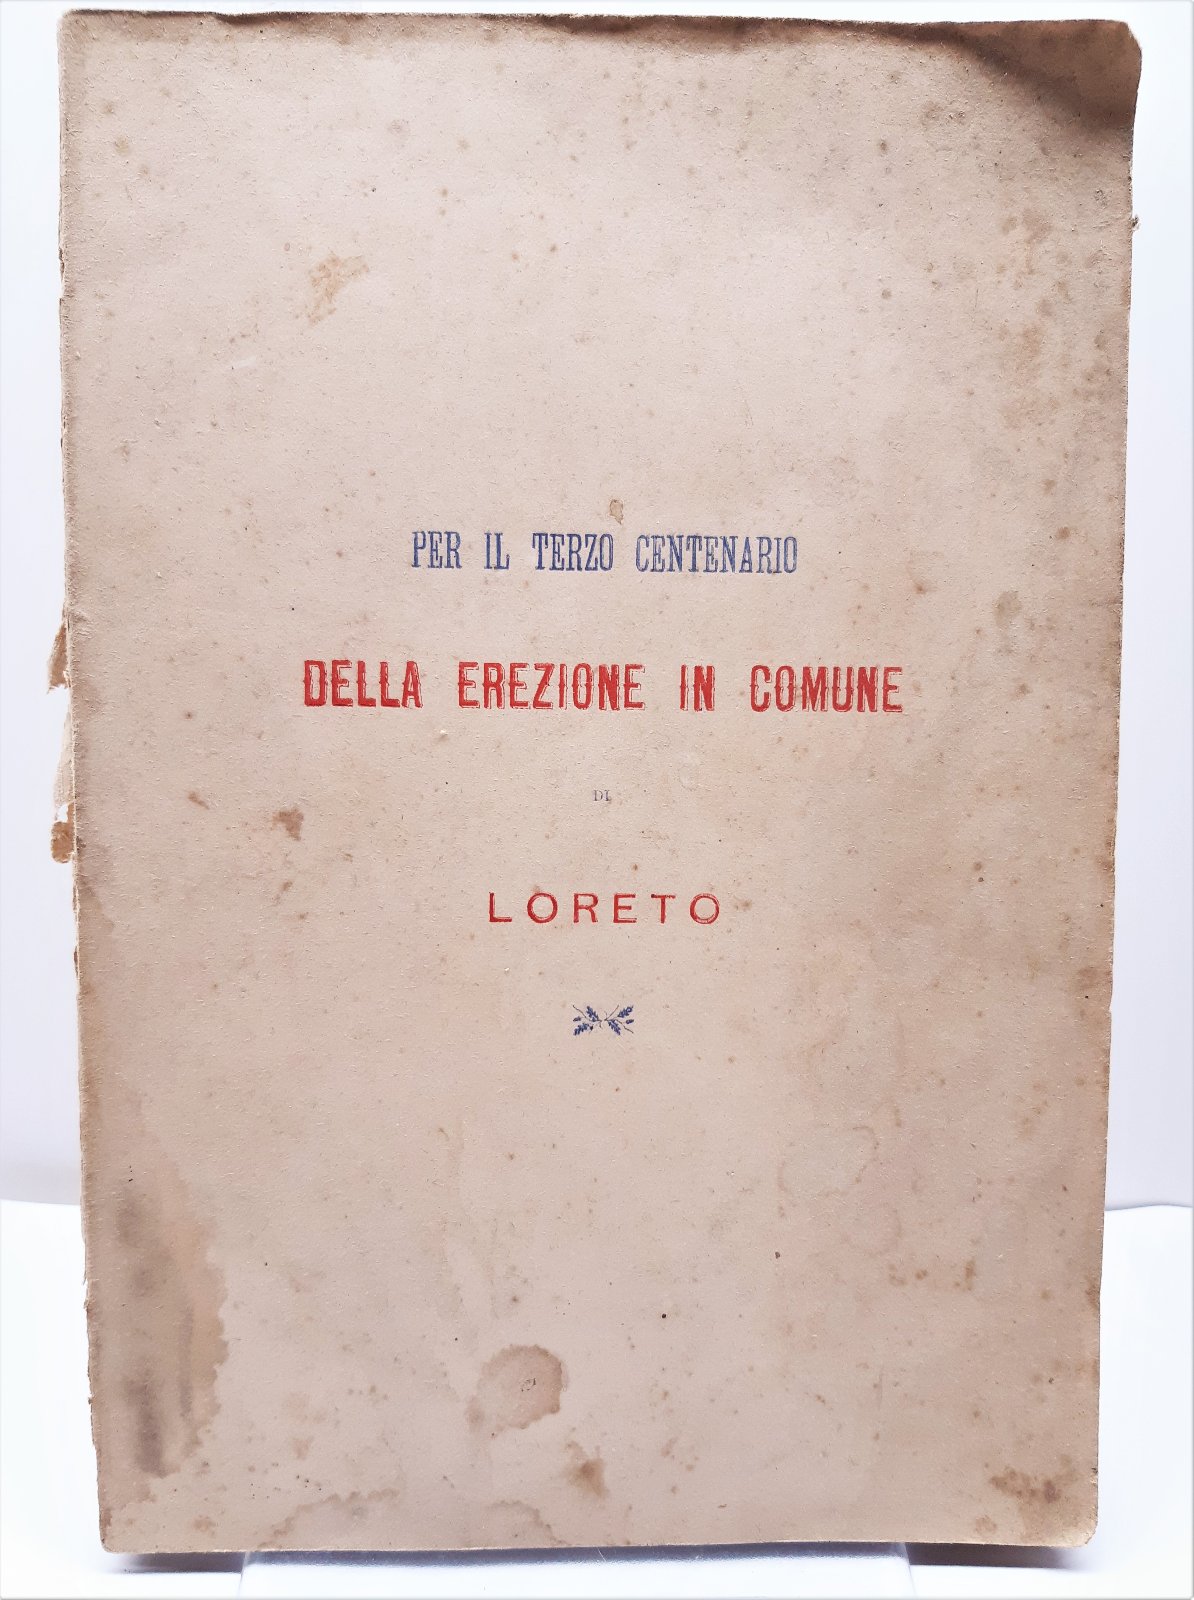 PER IL TERZO CENTENARIO
DELLA EREZIONE IN COMUNE
DI
LORETO